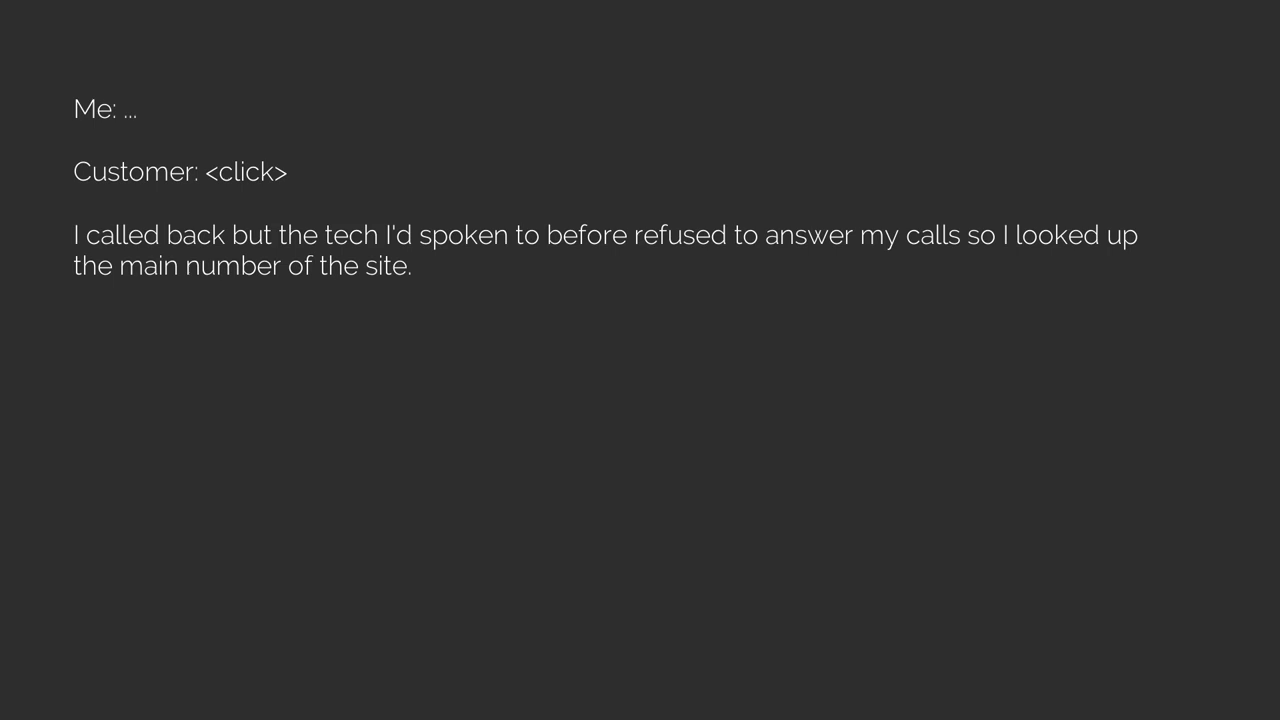 Me: ...
Customer: <click>
I called back but the tech I'd spoken to before refused to answer my calls so I looked up
the main number of the site.